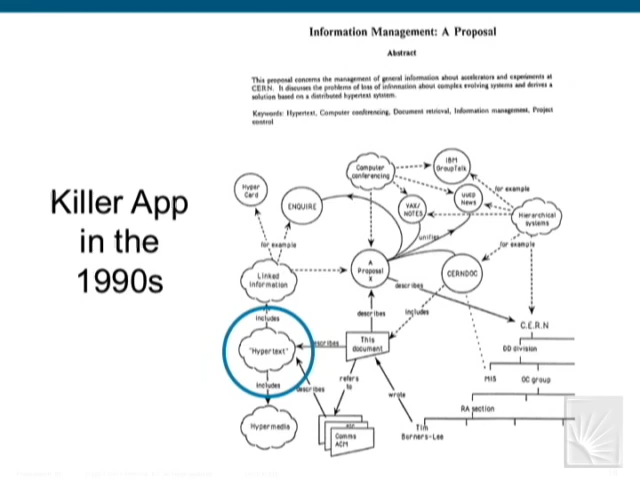 Information Management: A Proposal
Abstract
This proposal concerns the management of general information about accelerators and experiments at
CERN. It discusses the problems of loss of information about complex evolving systems and derives a
solution based on a distributed hypertext system.
Keywords: Hypertext, Computer conferencing, Document retrieval, Information management, Project
control
Killer App
in the
1990s
IBM
GroupTalk
Computer
conferencing
Hyper
Card
ENQUIRE
VAX/
NOTES
uucp
News
for example
Hierarchical
systems
unifies
for example
for example
Linked
information
A
Proposal
X
CERNDOC
describes
includes
describes
includes
C.E.R.N
"Hypertext"
describes
This
document
DD division
includes
describes
refers
to
MIS
OC group
wrote
RA section
Hypermedia
Comms
ACM
Tim
Berners-Lee